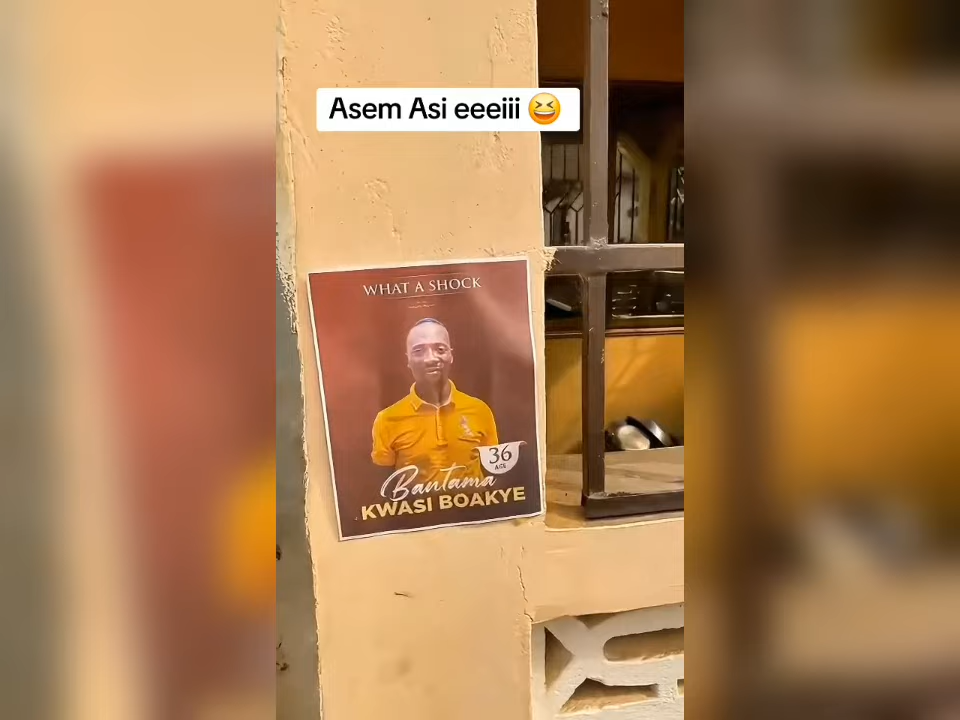 Asem Asi eeeiii 😆
WHAT A SHOCK
36
AGE
Bantama
KWASI BOAKYE